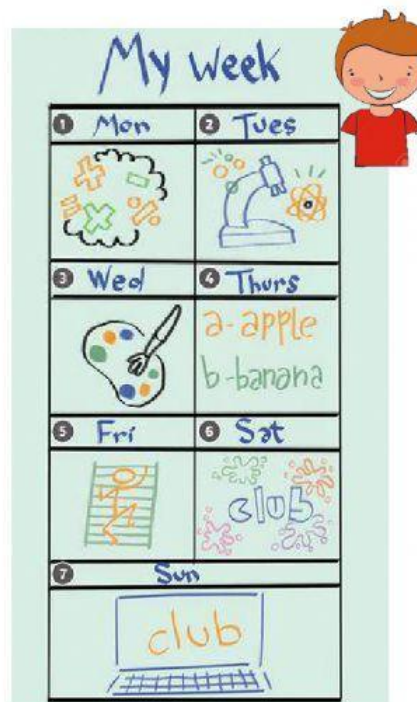 My week
1 Mon
2 Tues
3 Wed
4 Thurs
a-apple
b-banana
5 Fri
6 Sat
club
7 Sun
club